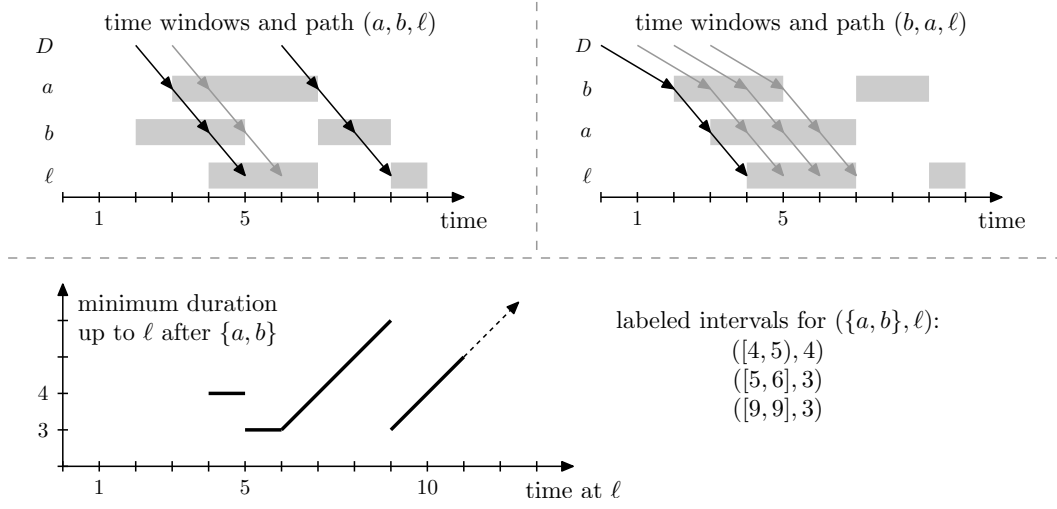 time windows and path (a, b, ℓ)
D
a
b
ℓ
1
5
time
time windows and path (b, a, ℓ)
D
b
a
ℓ
1
5
time
minimum duration
up to ℓ after {a, b}
4
3
1
5
10
time at ℓ
labeled intervals for ({a, b}, ℓ):
([4, 5), 4)
([5, 6], 3)
([9, 9], 3)